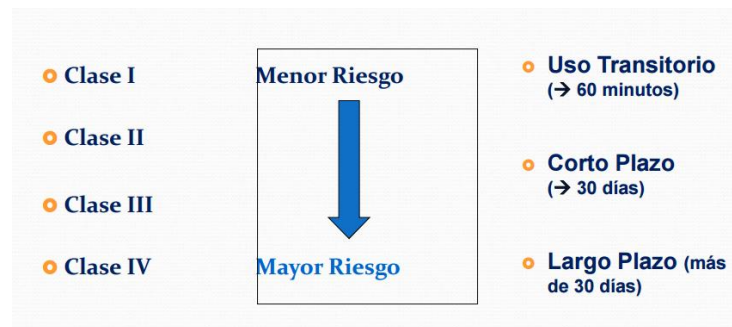 Clase I
Clase II
Clase III
Clase IV
Menor Riesgo
Mayor Riesgo
Uso Transitorio
(→ 60 minutos)
Corto Plazo
(→ 30 días)
Largo Plazo (más
de 30 días)